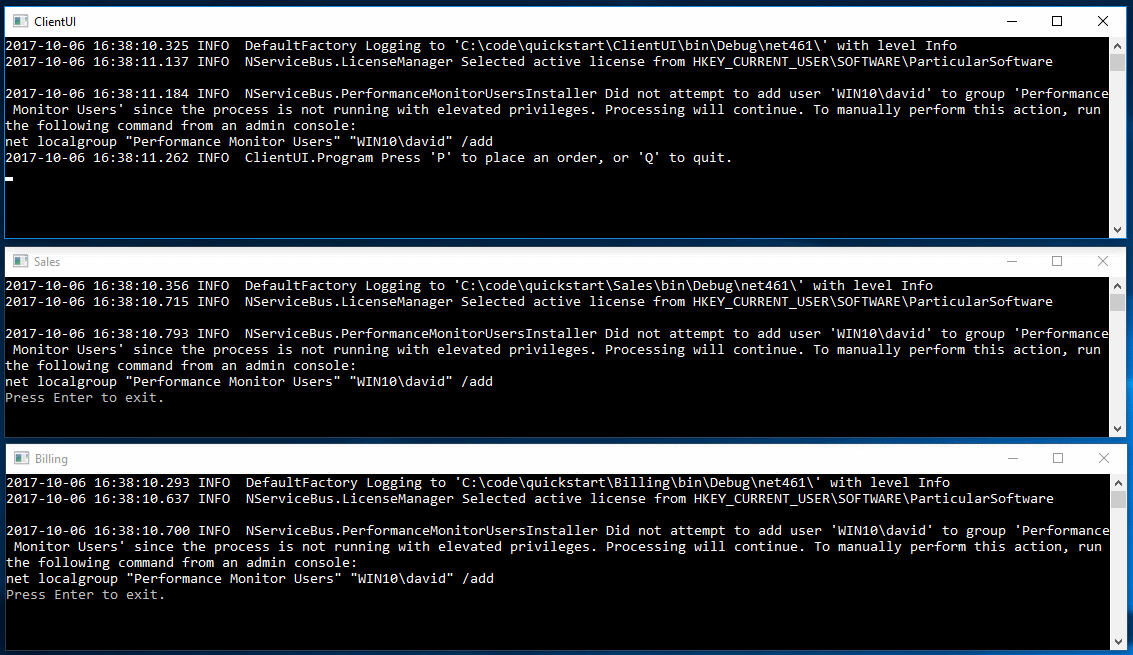 ClientUI
2017-10-06 16:38:10.325 INFO  DefaultFactory Logging to 'C:\code\quickstart\ClientUI\bin\Debug\net461\' with level Info
2017-10-06 16:38:11.137 INFO  NServiceBus.LicenseManager Selected active license from HKEY_CURRENT_USER\SOFTWARE\ParticularSoftware
2017-10-06 16:38:11.184 INFO  NServiceBus.PerformanceMonitorUsersInstaller Did not attempt to add user 'WIN10\david' to group 'Performance
 Monitor Users' since the process is not running with elevated privileges. Processing will continue. To manually perform this action, run
the following command from an admin console:
net localgroup "Performance Monitor Users" "WIN10\david" /add
2017-10-06 16:38:11.262 INFO  ClientUI.Program Press 'P' to place an order, or 'Q' to quit.
Sales
2017-10-06 16:38:10.356 INFO  DefaultFactory Logging to 'C:\code\quickstart\Sales\bin\Debug\net461\' with level Info
2017-10-06 16:38:10.715 INFO  NServiceBus.LicenseManager Selected active license from HKEY_CURRENT_USER\SOFTWARE\ParticularSoftware
2017-10-06 16:38:10.793 INFO  NServiceBus.PerformanceMonitorUsersInstaller Did not attempt to add user 'WIN10\david' to group 'Performance
 Monitor Users' since the process is not running with elevated privileges. Processing will continue. To manually perform this action, run
the following command from an admin console:
net localgroup "Performance Monitor Users" "WIN10\david" /add
Press Enter to exit.
Billing
2017-10-06 16:38:10.293 INFO  DefaultFactory Logging to 'C:\code\quickstart\Billing\bin\Debug\net461\' with level Info
2017-10-06 16:38:10.637 INFO  NServiceBus.LicenseManager Selected active license from HKEY_CURRENT_USER\SOFTWARE\ParticularSoftware
2017-10-06 16:38:10.700 INFO  NServiceBus.PerformanceMonitorUsersInstaller Did not attempt to add user 'WIN10\david' to group 'Performance
 Monitor Users' since the process is not running with elevated privileges. Processing will continue. To manually perform this action, run
the following command from an admin console:
net localgroup "Performance Monitor Users" "WIN10\david" /add
Press Enter to exit.